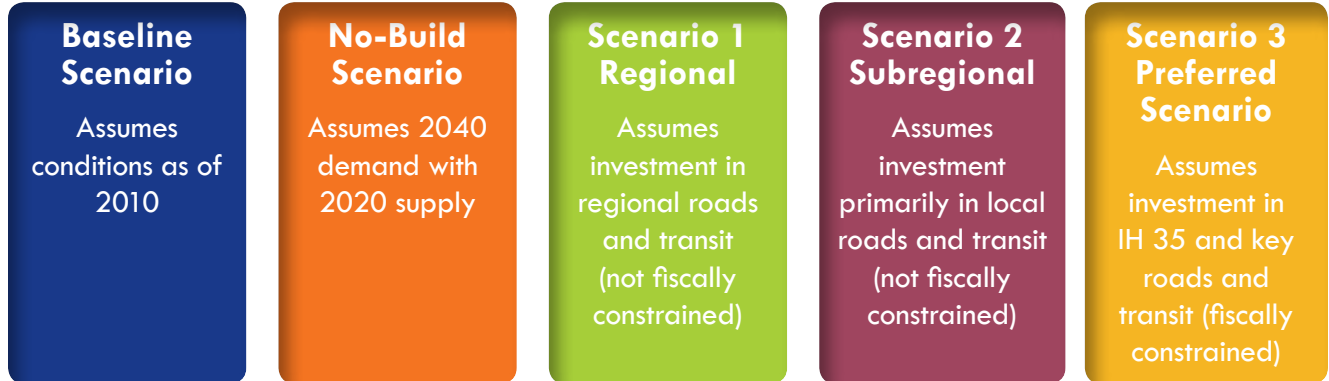 Baseline
Scenario
Assumes
conditions as of
2010
No-Build
Scenario
Assumes 2040
demand with
2020 supply
Scenario 1
Regional
Assumes
investment in
regional roads
and transit
(not fiscally
constrained)
Scenario 2
Subregional
Assumes
investment
primarily in local
roads and transit
(not fiscally
constrained)
Scenario 3
Preferred
Scenario
Assumes
investment in
IH 35 and key
roads and
transit (fiscally
constrained)